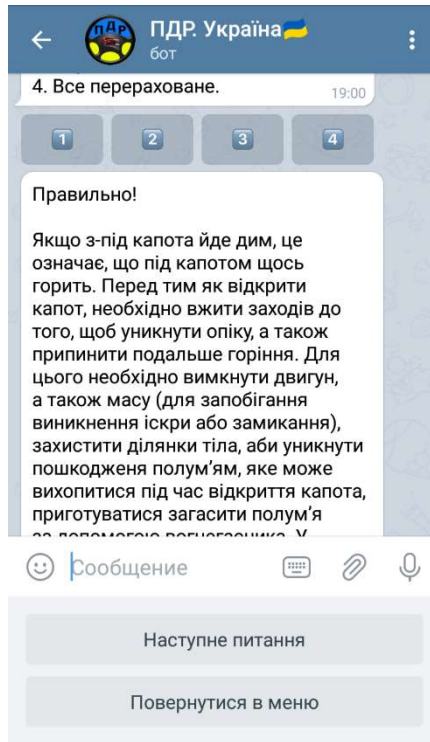 ПДР
ПДР. Україна
бот
4. Все перераховане.
19:00
1
2
3
4
Правильно!
Якщо з-під капота йде дим, це
означає, що під капотом щось
горить. Перед тим як відкрити
капот, необхідно вжити заходів до
того, щоб уникнути опіку, а також
припинити подальше горіння. Для
цього необхідно вимкнути двигун,
а також масу (для запобігання
виникнення іскри або замикання),
захистити ділянки тіла, аби уникнути
пошкодженя полум’ям, яке може
вихопитися під час відкриття капота,
приготуватися загасити полум’я
за допомогою вогнегасника. У
Сообщение
Наступне питання
Повернутися в меню